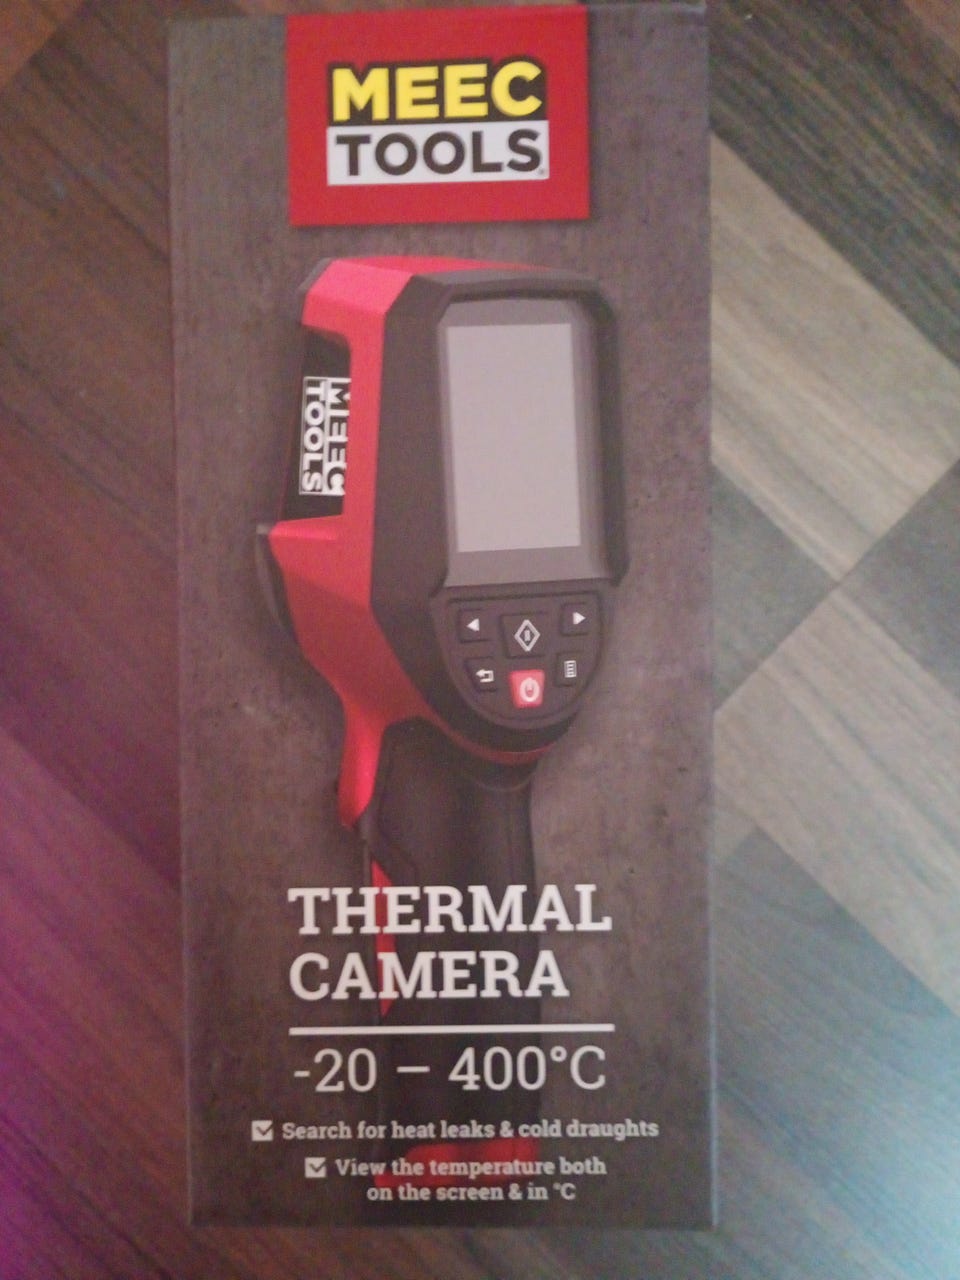 MEEC
TOOLS
MEEC
TOOLS
THERMAL
CAMERA
-20 – 400°C
Search for heat leaks & cold draughts
View the temperature both
on the screen & in °C